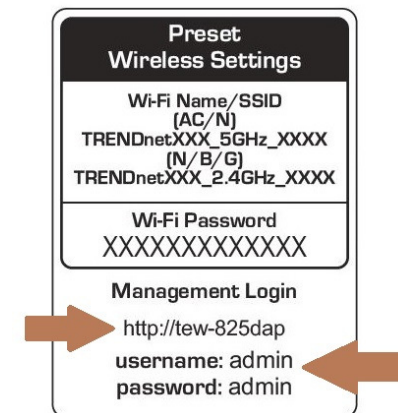 Preset
Wireless Settings
Wi-Fi Name/SSID
(AC/N)
TRENDnetXXX_5GHz_XXXX
(N/B/G)
TRENDnetXXX_2.4GHz_XXXX
Wi-Fi Password
XXXXXXXXXXXXX
Management Login
http://tew-825dap
username: admin
password: admin